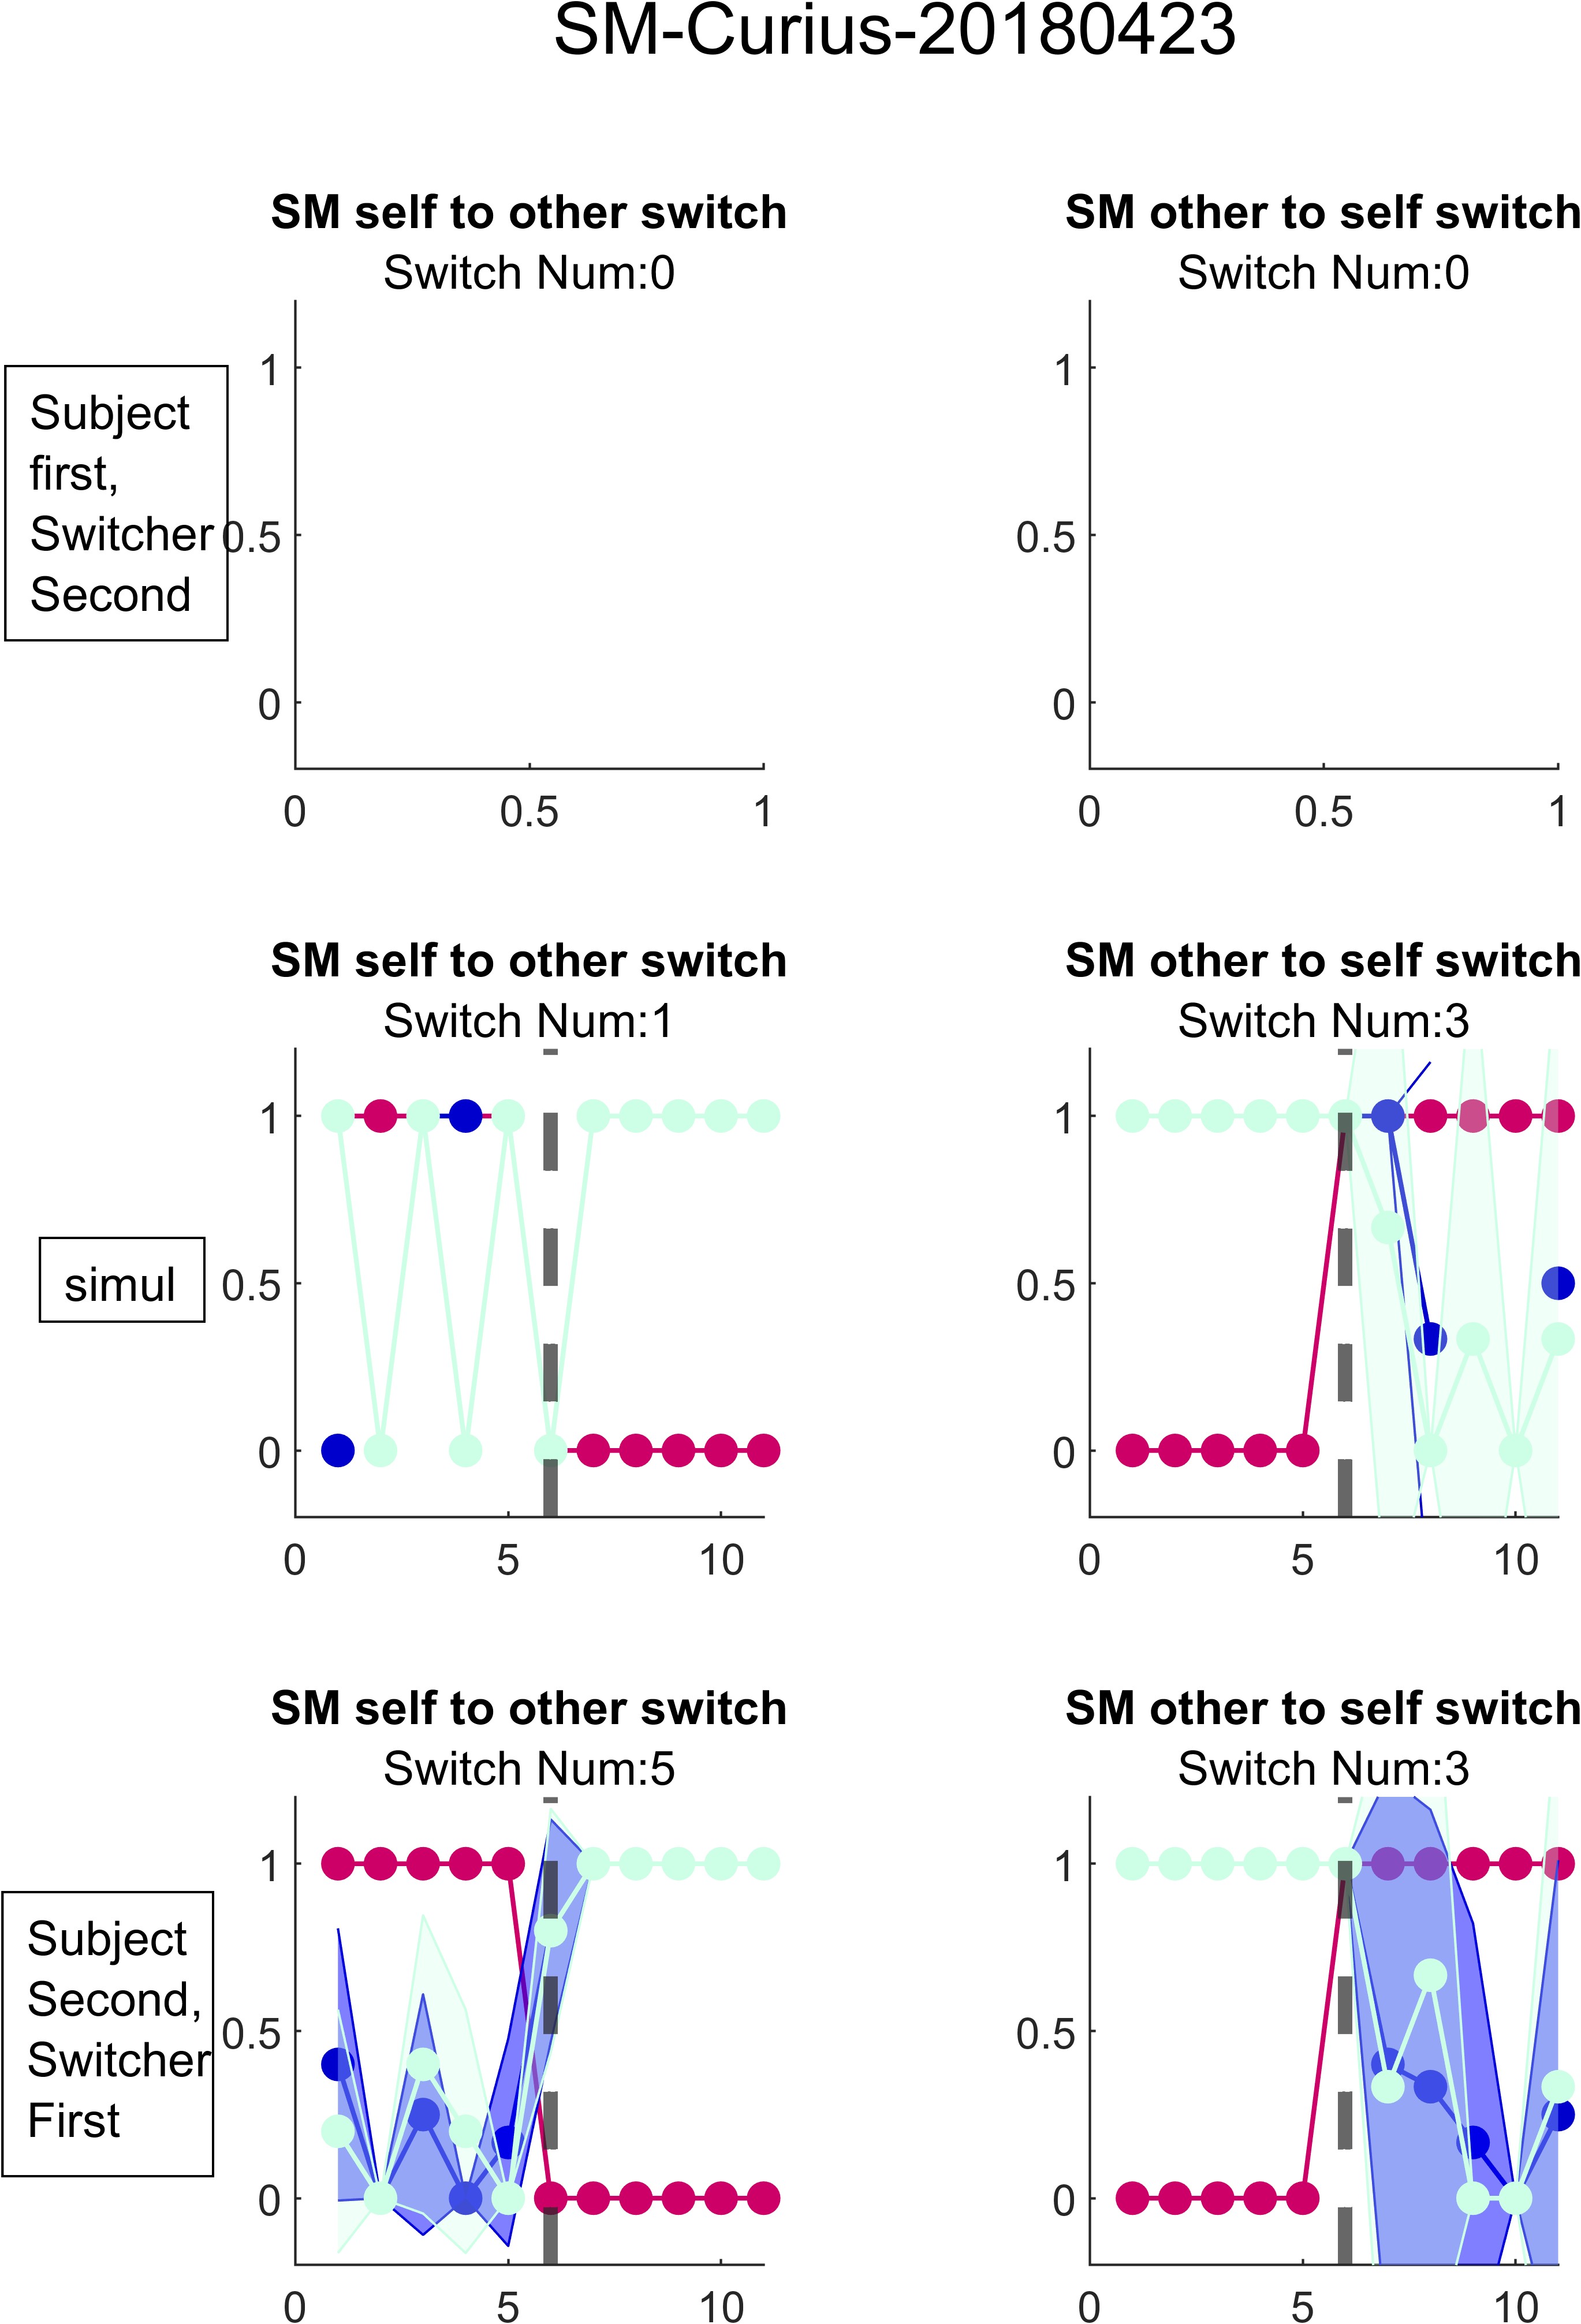 SM-Curius-20180423
SM self to other switch
Switch Num:0
SM other to self switch
Switch Num:0
Subject
first,
Switcher
Second
1
0.5
0
0
0.5
1
1
0.5
0
0
0.5
1
SM self to other switch
Switch Num:1
SM other to self switch
Switch Num:3
simul
1
0.5
0
0
5
10
1
0.5
0
0
5
10
SM self to other switch
Switch Num:5
SM other to self switch
Switch Num:3
Subject
Second,
Switcher
First
1
0.5
0
0
5
10
1
0.5
0
0
5
10